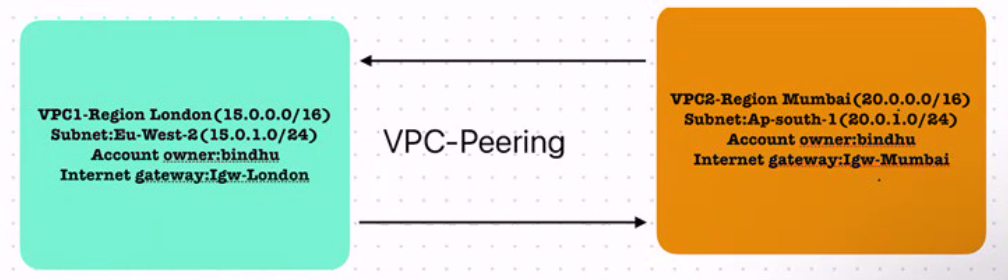 VPC1-Region London(15.0.0.0/16)
Subnet:Eu-West-2(15.0.1.0/24)
Account owner:bindhu
Internet gateway:Igw-London
VPC-Peering
VPC2-Region Mumbai(20.0.0.0/16)
Subnet:Ap-south-1(20.0.1.0/24)
Account owner:bindhu
Internet gateway:Igw-Mumbai